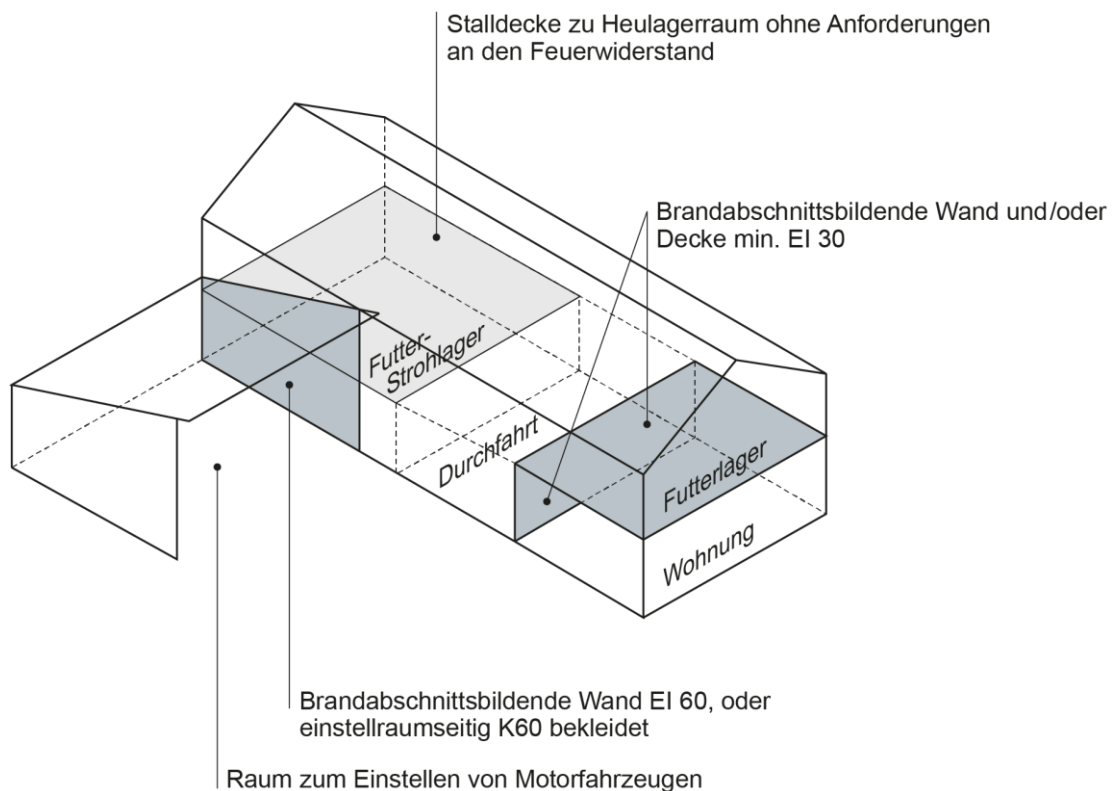 Stalldecke zu Heulagerraum ohne Anforderungen
an den Feuerwiderstand
Brandabschnittsbildende Wand und/oder
Decke min. EI 30
Futter-
Strohlager
Durchfahrt
Futterlager
Wohnung
Brandabschnittsbildende Wand EI 60, oder
einstellraumseitig K60 bekleidet
Raum zum Einstellen von Motorfahrzeugen